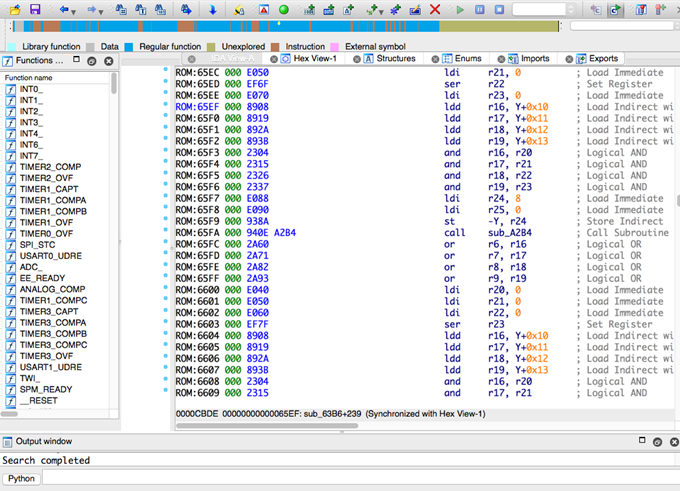 Library function Data Regular function Unexplored Instruction External symbol
Functions ...
IDA View-A Hex View-1 Structures Enums Imports Exports
Function name
INT0_
INT1_
INT2_
INT3_
INT4_
INT6_
INT7_
TIMER2_COMP
TIMER2_OVF
TIMER1_CAPT
TIMER1_COMPA
TIMER1_COMPB
TIMER1_OVF
TIMER0_OVF
SPI_STC
USART0_UDRE
ADC_
EE_READY
ANALOG_COMP
TIMER1_COMPC
TIMER3_CAPT
TIMER3_COMPA
TIMER3_COMPB
TIMER3_COMPC
TIMER3_OVF
USART1_UDRE
TWI_
SPM_READY
__RESET
ROM:65EC 000 E050 ldi r21, 0 ; Load Immediate
ROM:65ED 000 EF6F ser r22 ; Set Register
ROM:65EE 000 E070 ldi r23, 0 ; Load Immediate
ROM:65EF 000 8908 ldd r16, Y+0x10 ; Load Indirect wi
ROM:65F0 000 8919 ldd r17, Y+0x11 ; Load Indirect wi
ROM:65F1 000 892A ldd r18, Y+0x12 ; Load Indirect wi
ROM:65F2 000 893B ldd r19, Y+0x13 ; Load Indirect wi
ROM:65F3 000 2304 and r16, r20 ; Logical AND
ROM:65F4 000 2315 and r17, r21 ; Logical AND
ROM:65F5 000 2326 and r18, r22 ; Logical AND
ROM:65F6 000 2337 and r19, r23 ; Logical AND
ROM:65F7 000 E088 ldi r24, 8 ; Load Immediate
ROM:65F8 000 E090 ldi r25, 0 ; Load Immediate
ROM:65F9 000 938A st -Y, r24 ; Store Indirect
ROM:65FA 000 940E A2B4 call sub_A2B4 ; Call Subroutine
ROM:65FC 000 2A60 or r6, r16 ; Logical OR
ROM:65FD 000 2A71 or r7, r17 ; Logical OR
ROM:65FE 000 2A82 or r8, r18 ; Logical OR
ROM:65FF 000 2A93 or r9, r19 ; Logical OR
ROM:6600 000 E040 ldi r20, 0 ; Load Immediate
ROM:6601 000 E050 ldi r21, 0 ; Load Immediate
ROM:6602 000 E060 ldi r22, 0 ; Load Immediate
ROM:6603 000 EF7F ser r23 ; Set Register
ROM:6604 000 8908 ldd r16, Y+0x10 ; Load Indirect wi
ROM:6605 000 8919 ldd r17, Y+0x11 ; Load Indirect wi
ROM:6606 000 892A ldd r18, Y+0x12 ; Load Indirect wi
ROM:6607 000 893B ldd r19, Y+0x13 ; Load Indirect wi
ROM:6608 000 2304 and r16, r20 ; Logical AND
ROM:6609 000 2315 and r17, r21 ; Logical AND
0000CBDE 00000000000065EF: sub_63B6+239 (Synchronized with Hex View-1)
Output window
Search completed
Python